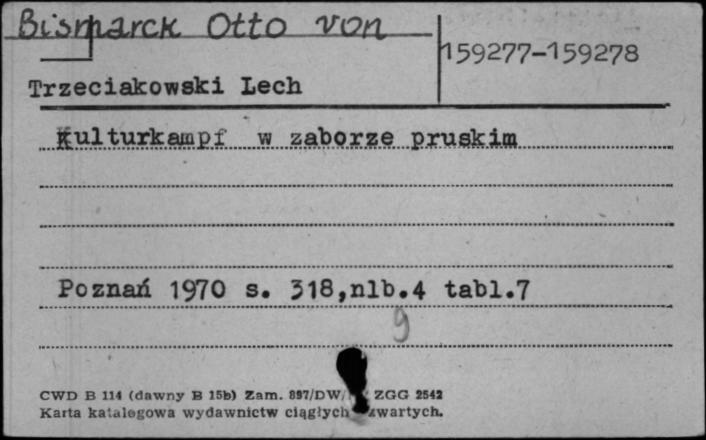 Bismarck Otto von
159277-159278
Trzeciakowski Lech
Kulturkampf w zaborze pruskim
Poznań 1970 s. 318,nlb.4 tabl.7
9
CWD B 114 (dawny B 15b) Zam. 897/DW/ ZGG 2542
Karta katalogowa wydawnictw ciągłych